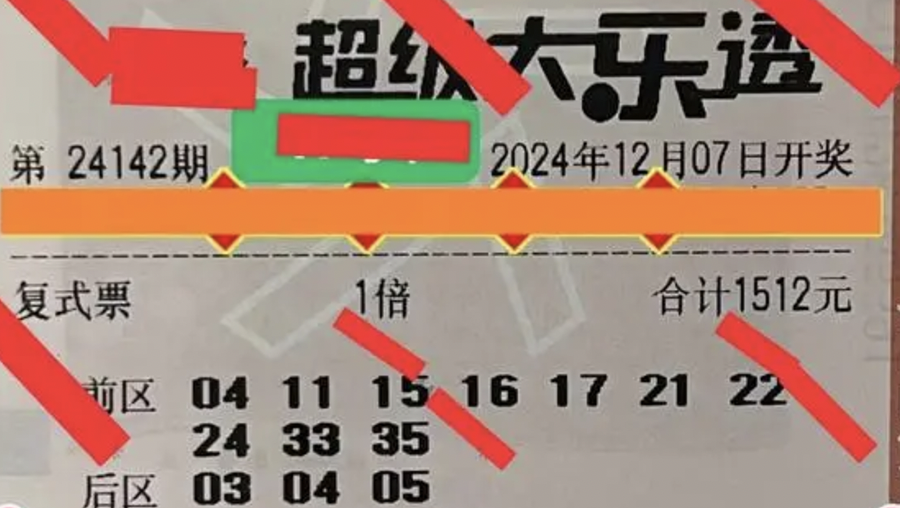 超级大乐透
第 24142期 2024年12月07日开奖
复式票 1倍 合计1512元
前区 04 11 15 16 17 21 22
24 33 35
后区 03 04 05